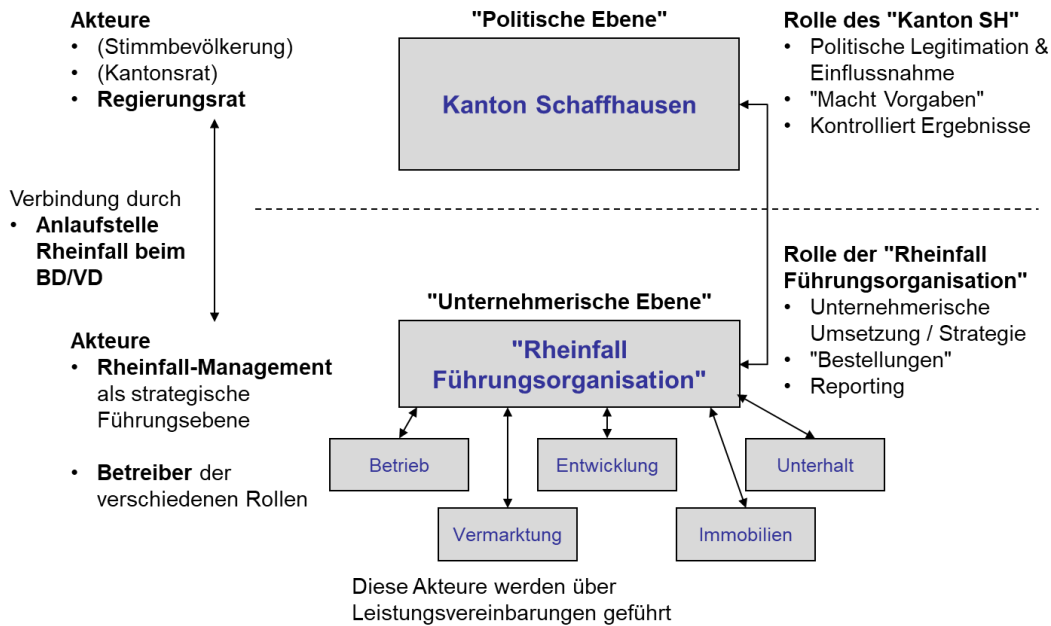 Akteure
• (Stimmbevölkerung)
• (Kantonsrat)
• Regierungsrat
"Politische Ebene"
Kanton Schaffhausen
Rolle des "Kanton SH"
• Politische Legitimation &
Einflussnahme
• "Macht Vorgaben"
• Kontrolliert Ergebnisse
Verbindung durch
• Anlaufstelle
Rheinfall beim
BD/VD
Akteure
• Rheinfall-Management
als strategische
Führungsebene
• Betreiber der
verschiedenen Rollen
"Unternehmerische Ebene"
"Rheinfall
Führungsorganisation"
Rolle der "Rheinfall
Führungsorganisation"
• Unternehmerische
Umsetzung / Strategie
• "Bestellungen"
• Reporting
Betrieb
Entwicklung
Unterhalt
Vermarktung
Immobilien
Diese Akteure werden über
Leistungsvereinbarungen geführt